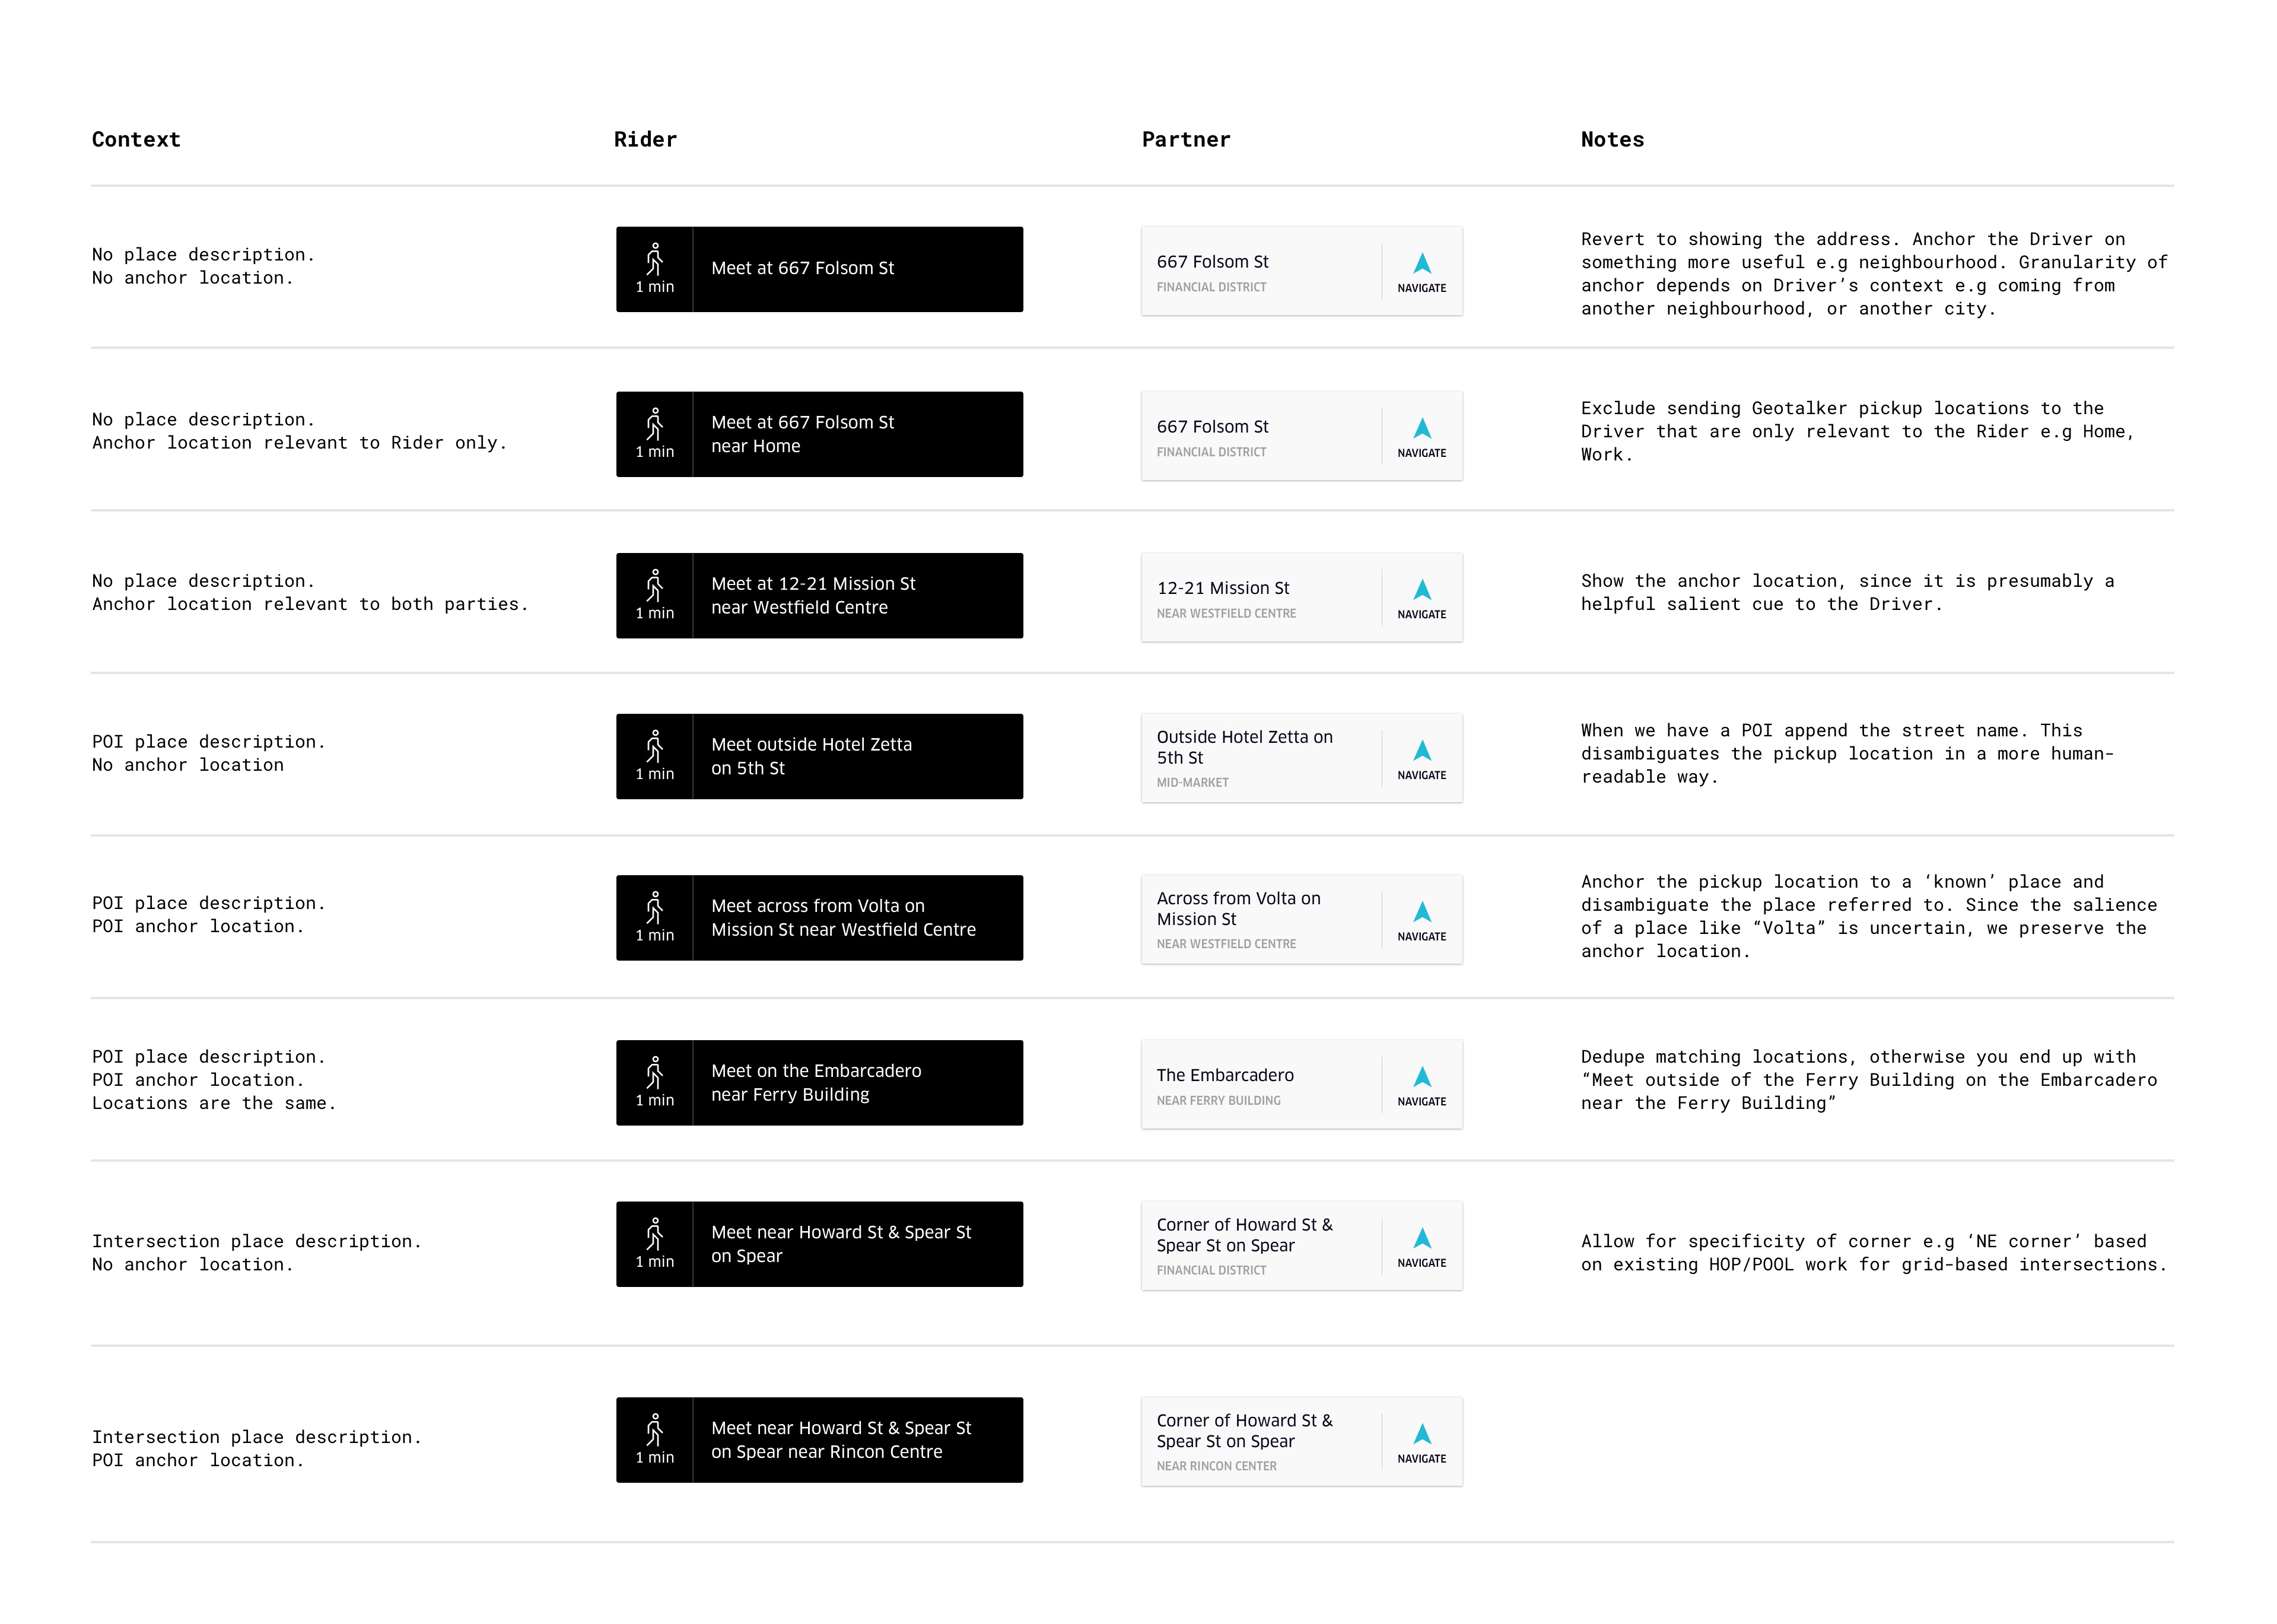 Context
Rider
Partner
Notes
No place description.
No anchor location.
1 min
Meet at 667 Folsom St
667 Folsom St
FINANCIAL DISTRICT
NAVIGATE
Revert to showing the address. Anchor the Driver on
something more useful e.g neighbourhood. Granularity of
anchor depends on Driver’s context e.g coming from
another neighbourhood, or another city.
No place description.
Anchor location relevant to Rider only.
1 min
Meet at 667 Folsom St
near Home
667 Folsom St
FINANCIAL DISTRICT
NAVIGATE
Exclude sending Geotalker pickup locations to the
Driver that are only relevant to the Rider e.g Home,
Work.
No place description.
Anchor location relevant to both parties.
1 min
Meet at 12-21 Mission St
near Westfield Centre
12-21 Mission St
NEAR WESTFIELD CENTRE
NAVIGATE
Show the anchor location, since it is presumably a
helpful salient cue to the Driver.
POI place description.
No anchor location
1 min
Meet outside Hotel Zetta
on 5th St
Outside Hotel Zetta on
5th St
MID-MARKET
NAVIGATE
When we have a POI append the street name. This
disambiguates the pickup location in a more human-
readable way.
POI place description.
POI anchor location.
1 min
Meet across from Volta on
Mission St near Westfield Centre
Across from Volta on
Mission St
NEAR WESTFIELD CENTRE
NAVIGATE
Anchor the pickup location to a ‘known’ place and
disambiguate the place referred to. Since the salience
of a place like “Volta” is uncertain, we preserve the
anchor location.
POI place description.
POI anchor location.
Locations are the same.
1 min
Meet on the Embarcadero
near Ferry Building
The Embarcadero
NEAR FERRY BUILDING
NAVIGATE
Dedupe matching locations, otherwise you end up with
“Meet outside of the Ferry Building on the Embarcadero
near the Ferry Building”
Intersection place description.
No anchor location.
1 min
Meet near Howard St & Spear St
on Spear
Corner of Howard St &
Spear St on Spear
FINANCIAL DISTRICT
NAVIGATE
Allow for specificity of corner e.g ‘NE corner’ based
on existing HOP/POOL work for grid-based intersections.
Intersection place description.
POI anchor location.
1 min
Meet near Howard St & Spear St
on Spear near Rincon Centre
Corner of Howard St &
Spear St on Spear
NEAR RINCON CENTER
NAVIGATE